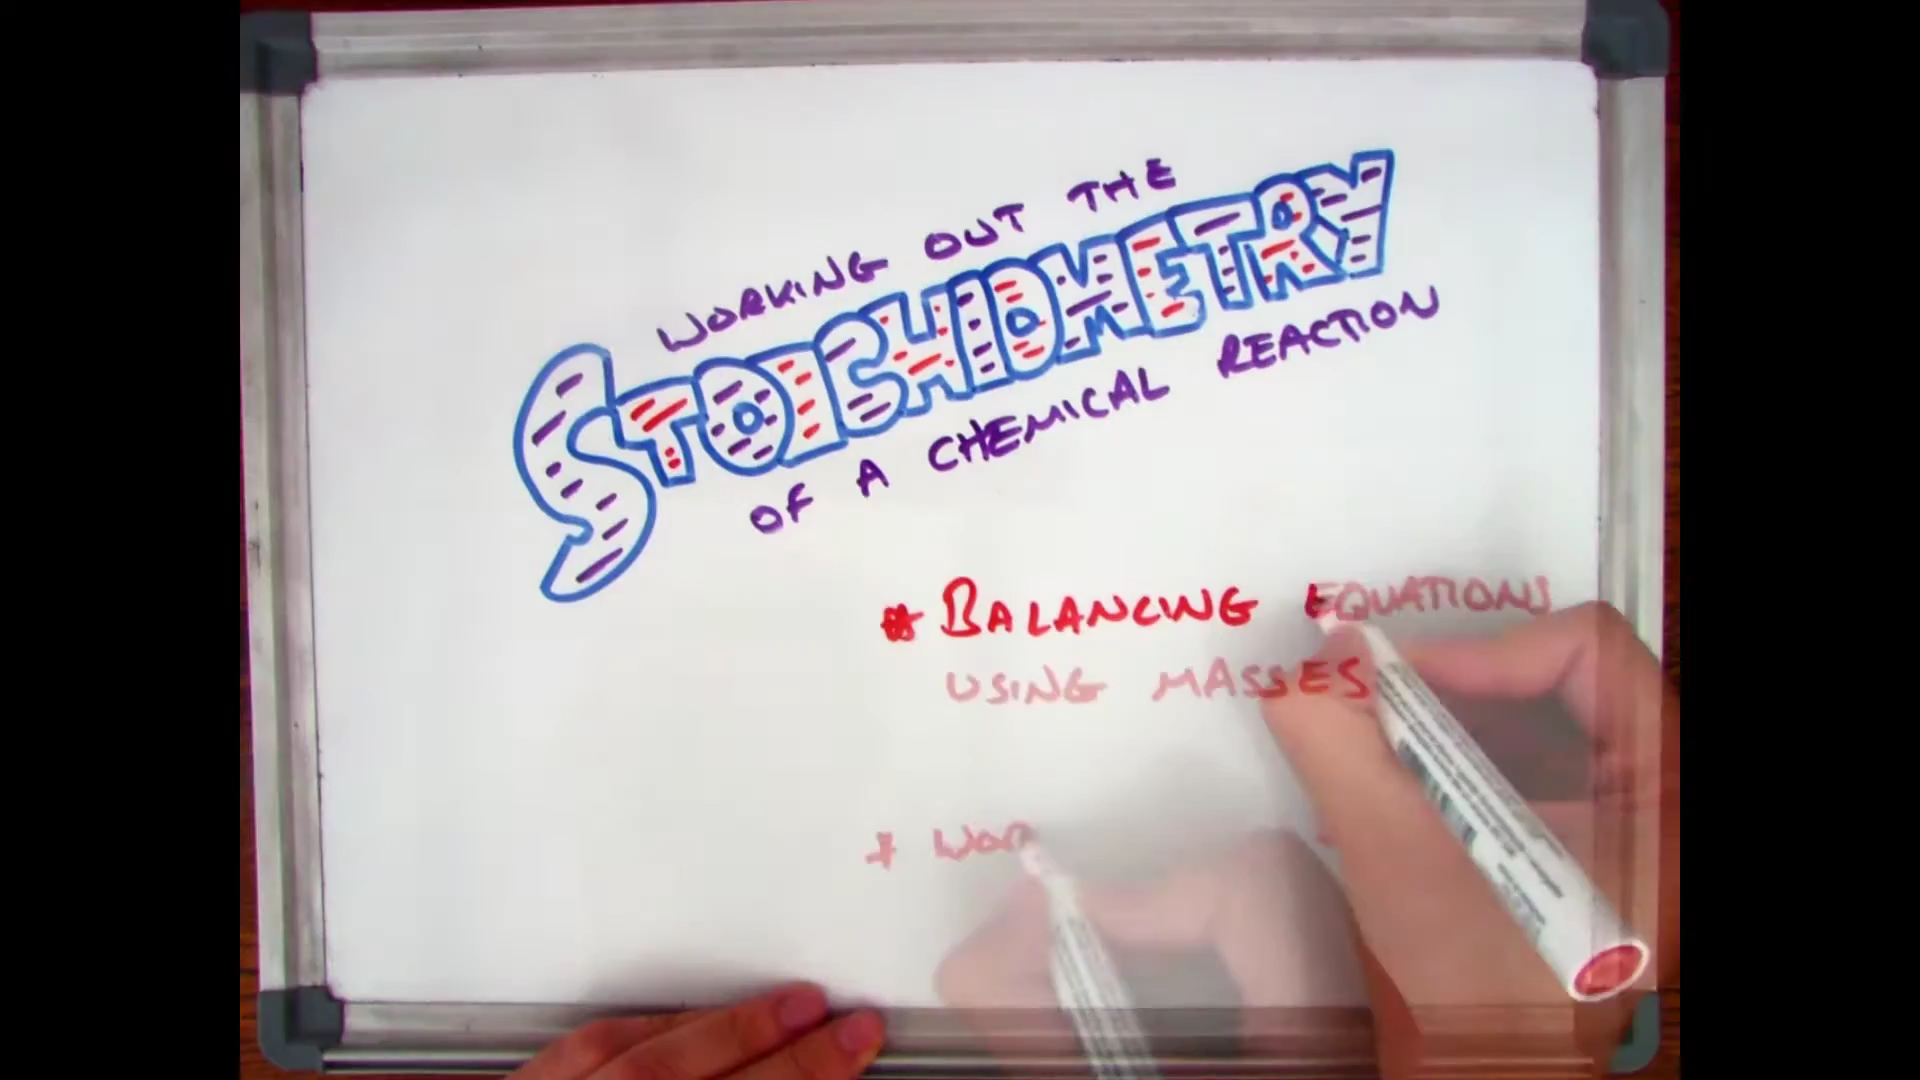 WORKING OUT THE
STOICHIOMETRY
OF A CHEMICAL REACTION
* BALANCING EQUATIONS
USING MASSES